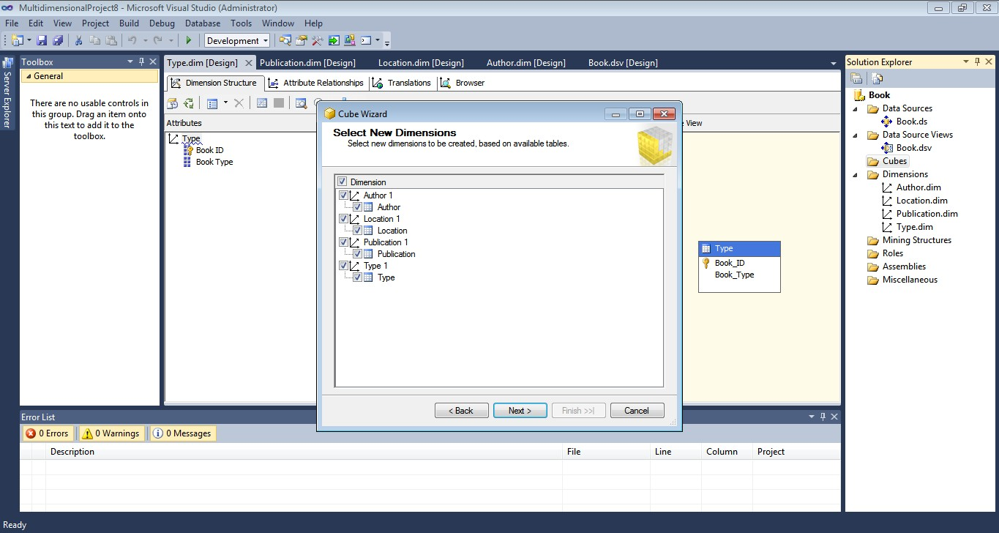 MultidimensionalProject8 - Microsoft Visual Studio (Administrator)
File Edit View Project Build Debug Database Tools Window Help
Development
Server Explorer
Toolbox
General
There are no usable controls in
this group. Drag an item onto
this text to add it to the
toolbox.
Type.dim [Design] Publication.dim [Design] Location.dim [Design] Author.dim [Design] Book.dsv [Design]
Dimension Structure Attribute Relationships Translations Browser
Attributes
View
Type
Book ID
Book Type
Cube Wizard
Select New Dimensions
Select new dimensions to be created, based on available tables.
Dimension
Author 1
Author
Location 1
Location
Publication 1
Publication
Type 1
Type
< Back Next > Finish >>| Cancel
Type
Book_ID
Book_Type
Solution Explorer
Book
Data Sources
Book.ds
Data Source Views
Book.dsv
Cubes
Dimensions
Author.dim
Location.dim
Publication.dim
Type.dim
Mining Structures
Roles
Assemblies
Miscellaneous
Error List
0 Errors 0 Warnings 0 Messages
Description File Line Column Project
Ready